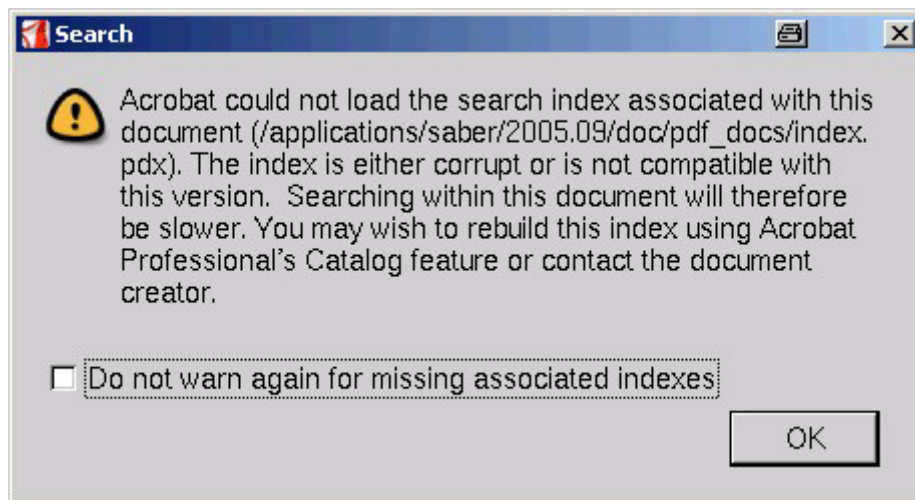 Search
Acrobat could not load the search index associated with this
document (/applications/saber/2005.09/doc/pdf_docs/index.
pdx). The index is either corrupt or is not compatible with
this version.  Searching within this document will therefore
be slower. You may wish to rebuild this index using Acrobat
Professional's Catalog feature or contact the document
creator.
Do not warn again for missing associated indexes
OK